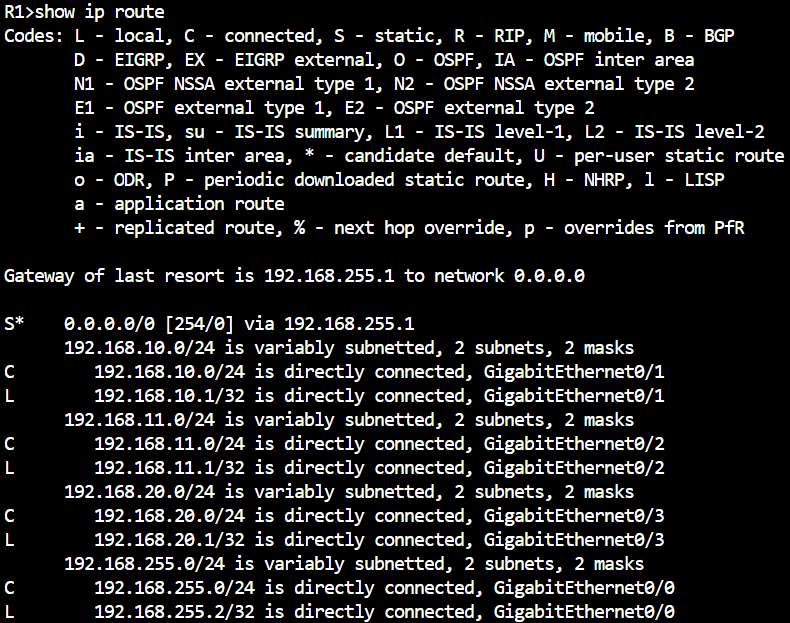 R1>show ip route
Codes: L - local, C - connected, S - static, R - RIP, M - mobile, B - BGP
       D - EIGRP, EX - EIGRP external, O - OSPF, IA - OSPF inter area
       N1 - OSPF NSSA external type 1, N2 - OSPF NSSA external type 2
       E1 - OSPF external type 1, E2 - OSPF external type 2
       i - IS-IS, su - IS-IS summary, L1 - IS-IS level-1, L2 - IS-IS level-2
       ia - IS-IS inter area, * - candidate default, U - per-user static route
       o - ODR, P - periodic downloaded static route, H - NHRP, l - LISP
       a - application route
       + - replicated route, % - next hop override, p - overrides from PfR

Gateway of last resort is 192.168.255.1 to network 0.0.0.0

S*    0.0.0.0/0 [254/0] via 192.168.255.1
      192.168.10.0/24 is variably subnetted, 2 subnets, 2 masks
C        192.168.10.0/24 is directly connected, GigabitEthernet0/1
L        192.168.10.1/32 is directly connected, GigabitEthernet0/1
      192.168.11.0/24 is variably subnetted, 2 subnets, 2 masks
C        192.168.11.0/24 is directly connected, GigabitEthernet0/2
L        192.168.11.1/32 is directly connected, GigabitEthernet0/2
      192.168.20.0/24 is variably subnetted, 2 subnets, 2 masks
C        192.168.20.0/24 is directly connected, GigabitEthernet0/3
L        192.168.20.1/32 is directly connected, GigabitEthernet0/3
      192.168.255.0/24 is variably subnetted, 2 subnets, 2 masks
C        192.168.255.0/24 is directly connected, GigabitEthernet0/0
L        192.168.255.2/32 is directly connected, GigabitEthernet0/0